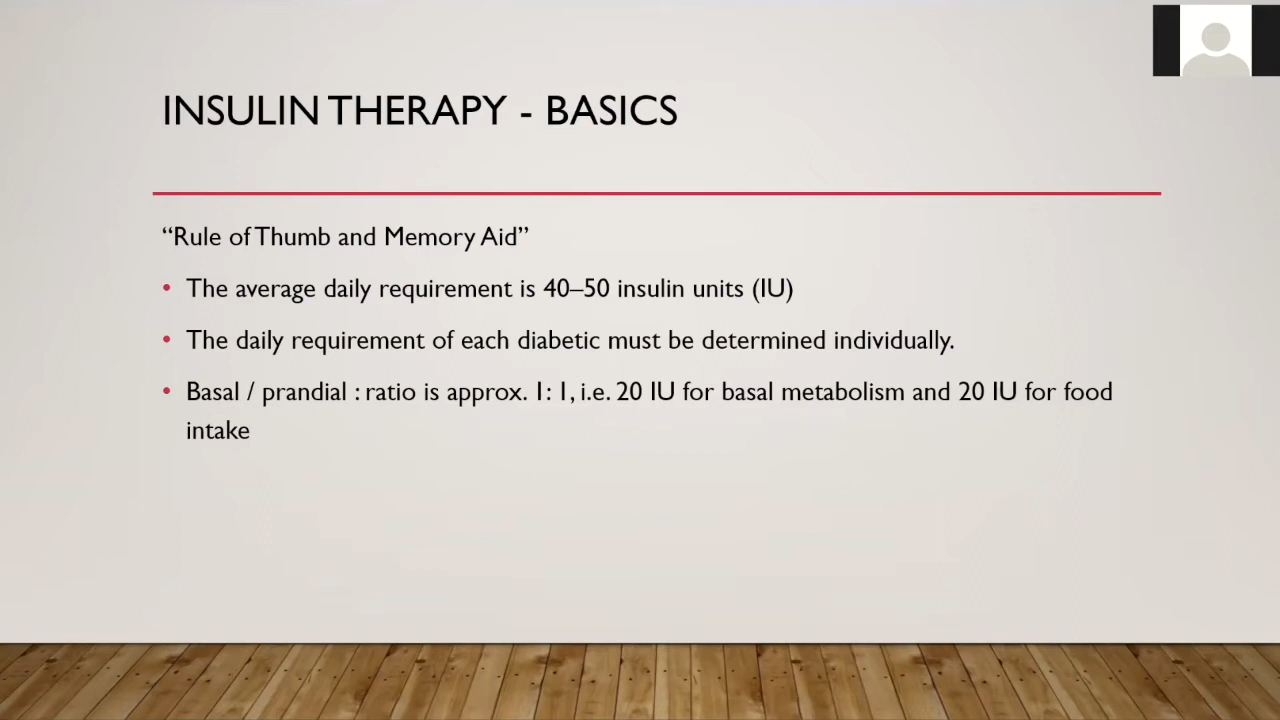 INSULIN THERAPY - BASICS
“Rule of Thumb and Memory Aid”
• The average daily requirement is 40–50 insulin units (IU)
• The daily requirement of each diabetic must be determined individually.
• Basal / prandial : ratio is approx. 1: 1, i.e. 20 IU for basal metabolism and 20 IU for food
intake